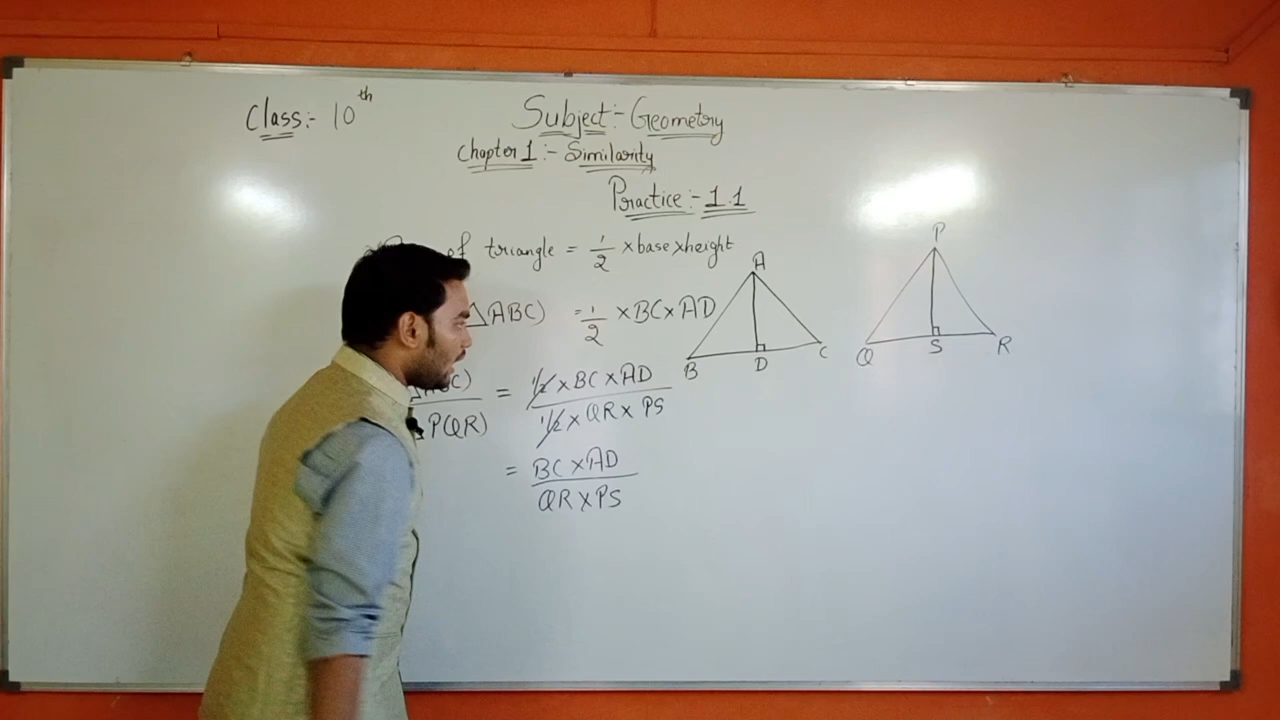 Class:- 10th
Subject:- Geometry
Chapter 1:- Similarity
Practice:- 1.1
of triangle = 1/2 × base × height
△ABC) = 1/2 × BC × AD
= 1/2 × BC × AD
△PQR) 1/2 × QR × PS
= BC × AD
QR × PS
A
B D C
P
Q S R